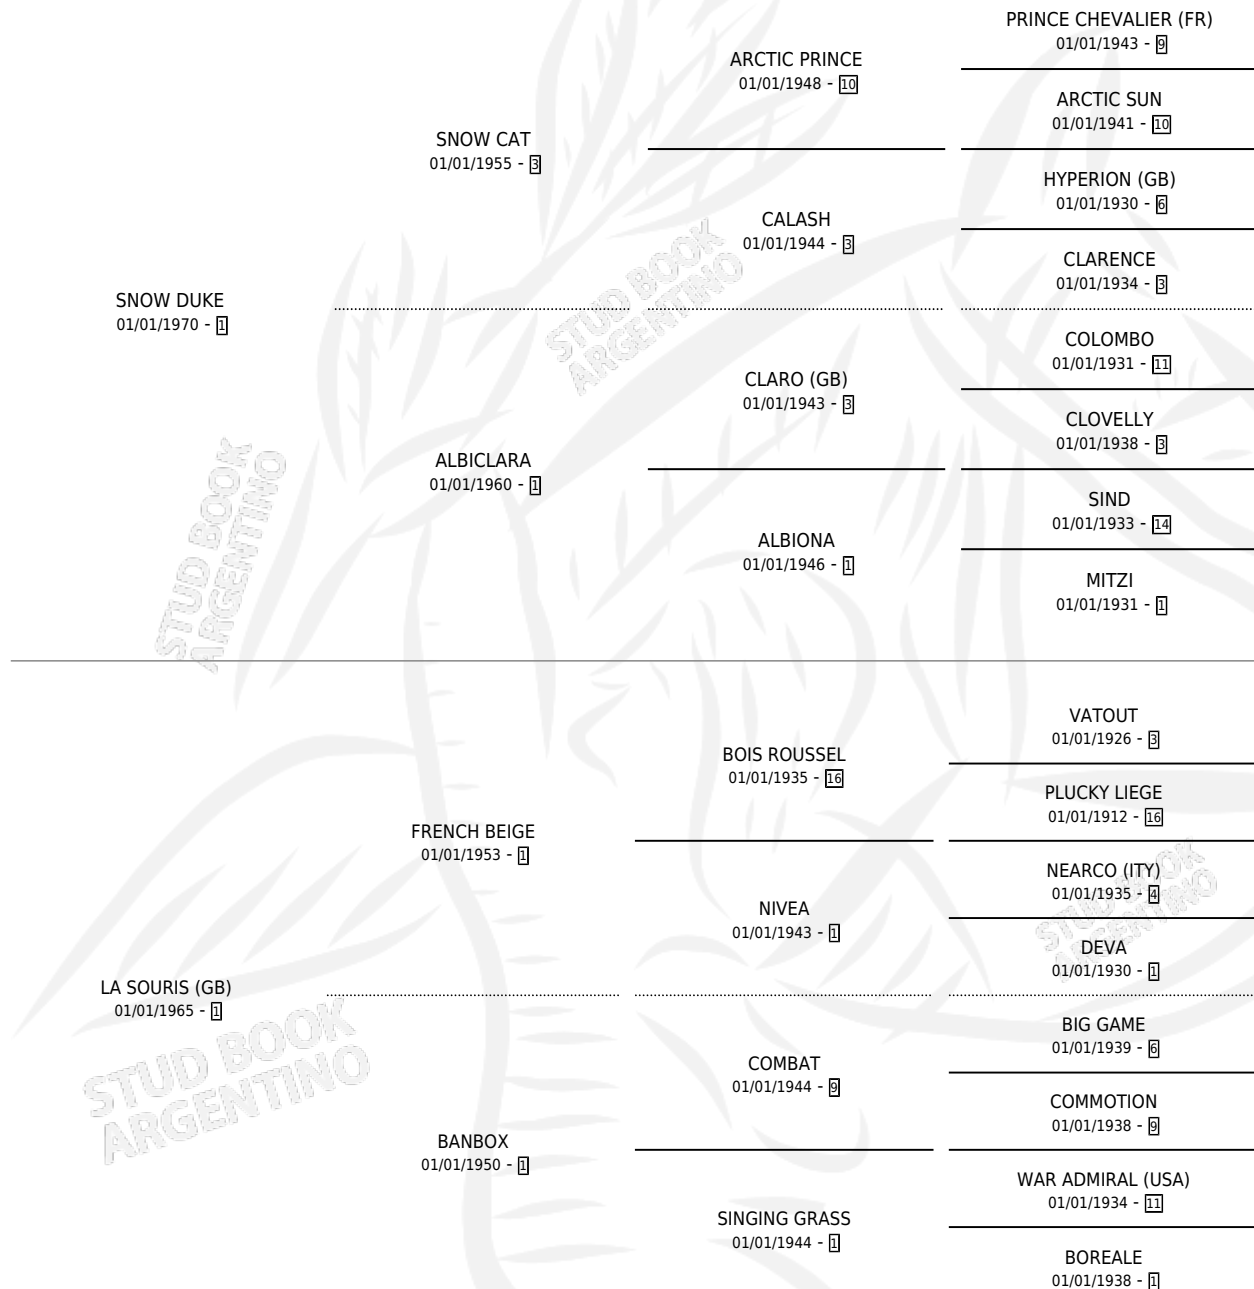 PRINCE CHEVALIER (FR)
01/01/1943 - 9
ARCTIC PRINCE
01/01/1948 - 10
ARCTIC SUN
01/01/1941 - 10
SNOW CAT
01/01/1955 - 3
HYPERION (GB)
01/01/1930 - 6
CALASH
01/01/1944 - 3
CLARENCE
01/01/1934 - 3
SNOW DUKE
01/01/1970 - 1
COLOMBO
01/01/1931 - 11
CLARO (GB)
01/01/1943 - 3
CLOVELLY
01/01/1938 - 3
ALBICLARA
01/01/1960 - 1
SIND
01/01/1933 - 14
ALBIONA
01/01/1946 - 1
MITZI
01/01/1931 - 1
VATOUT
01/01/1926 - 3
BOIS ROUSSEL
01/01/1935 - 16
PLUCKY LIEGE
01/01/1912 - 16
FRENCH BEIGE
01/01/1953 - 1
NEARCO (ITY)
01/01/1935 - 4
NIVEA
01/01/1943 - 1
DEVA
01/01/1930 - 1
LA SOURIS (GB)
01/01/1965 - 1
BIG GAME
01/01/1939 - 6
COMBAT
01/01/1944 - 9
COMMOTION
01/01/1938 - 9
BANBOX
01/01/1950 - 1
WAR ADMIRAL (USA)
01/01/1934 - 11
SINGING GRASS
01/01/1944 - 1
BOREALE
01/01/1938 - 1
STUD BOOK
ARGENTINO
STUD BOOK
ARGENTINO
STUD BOOK
ARGENTINO
STUD BOOK
ARGENTINO